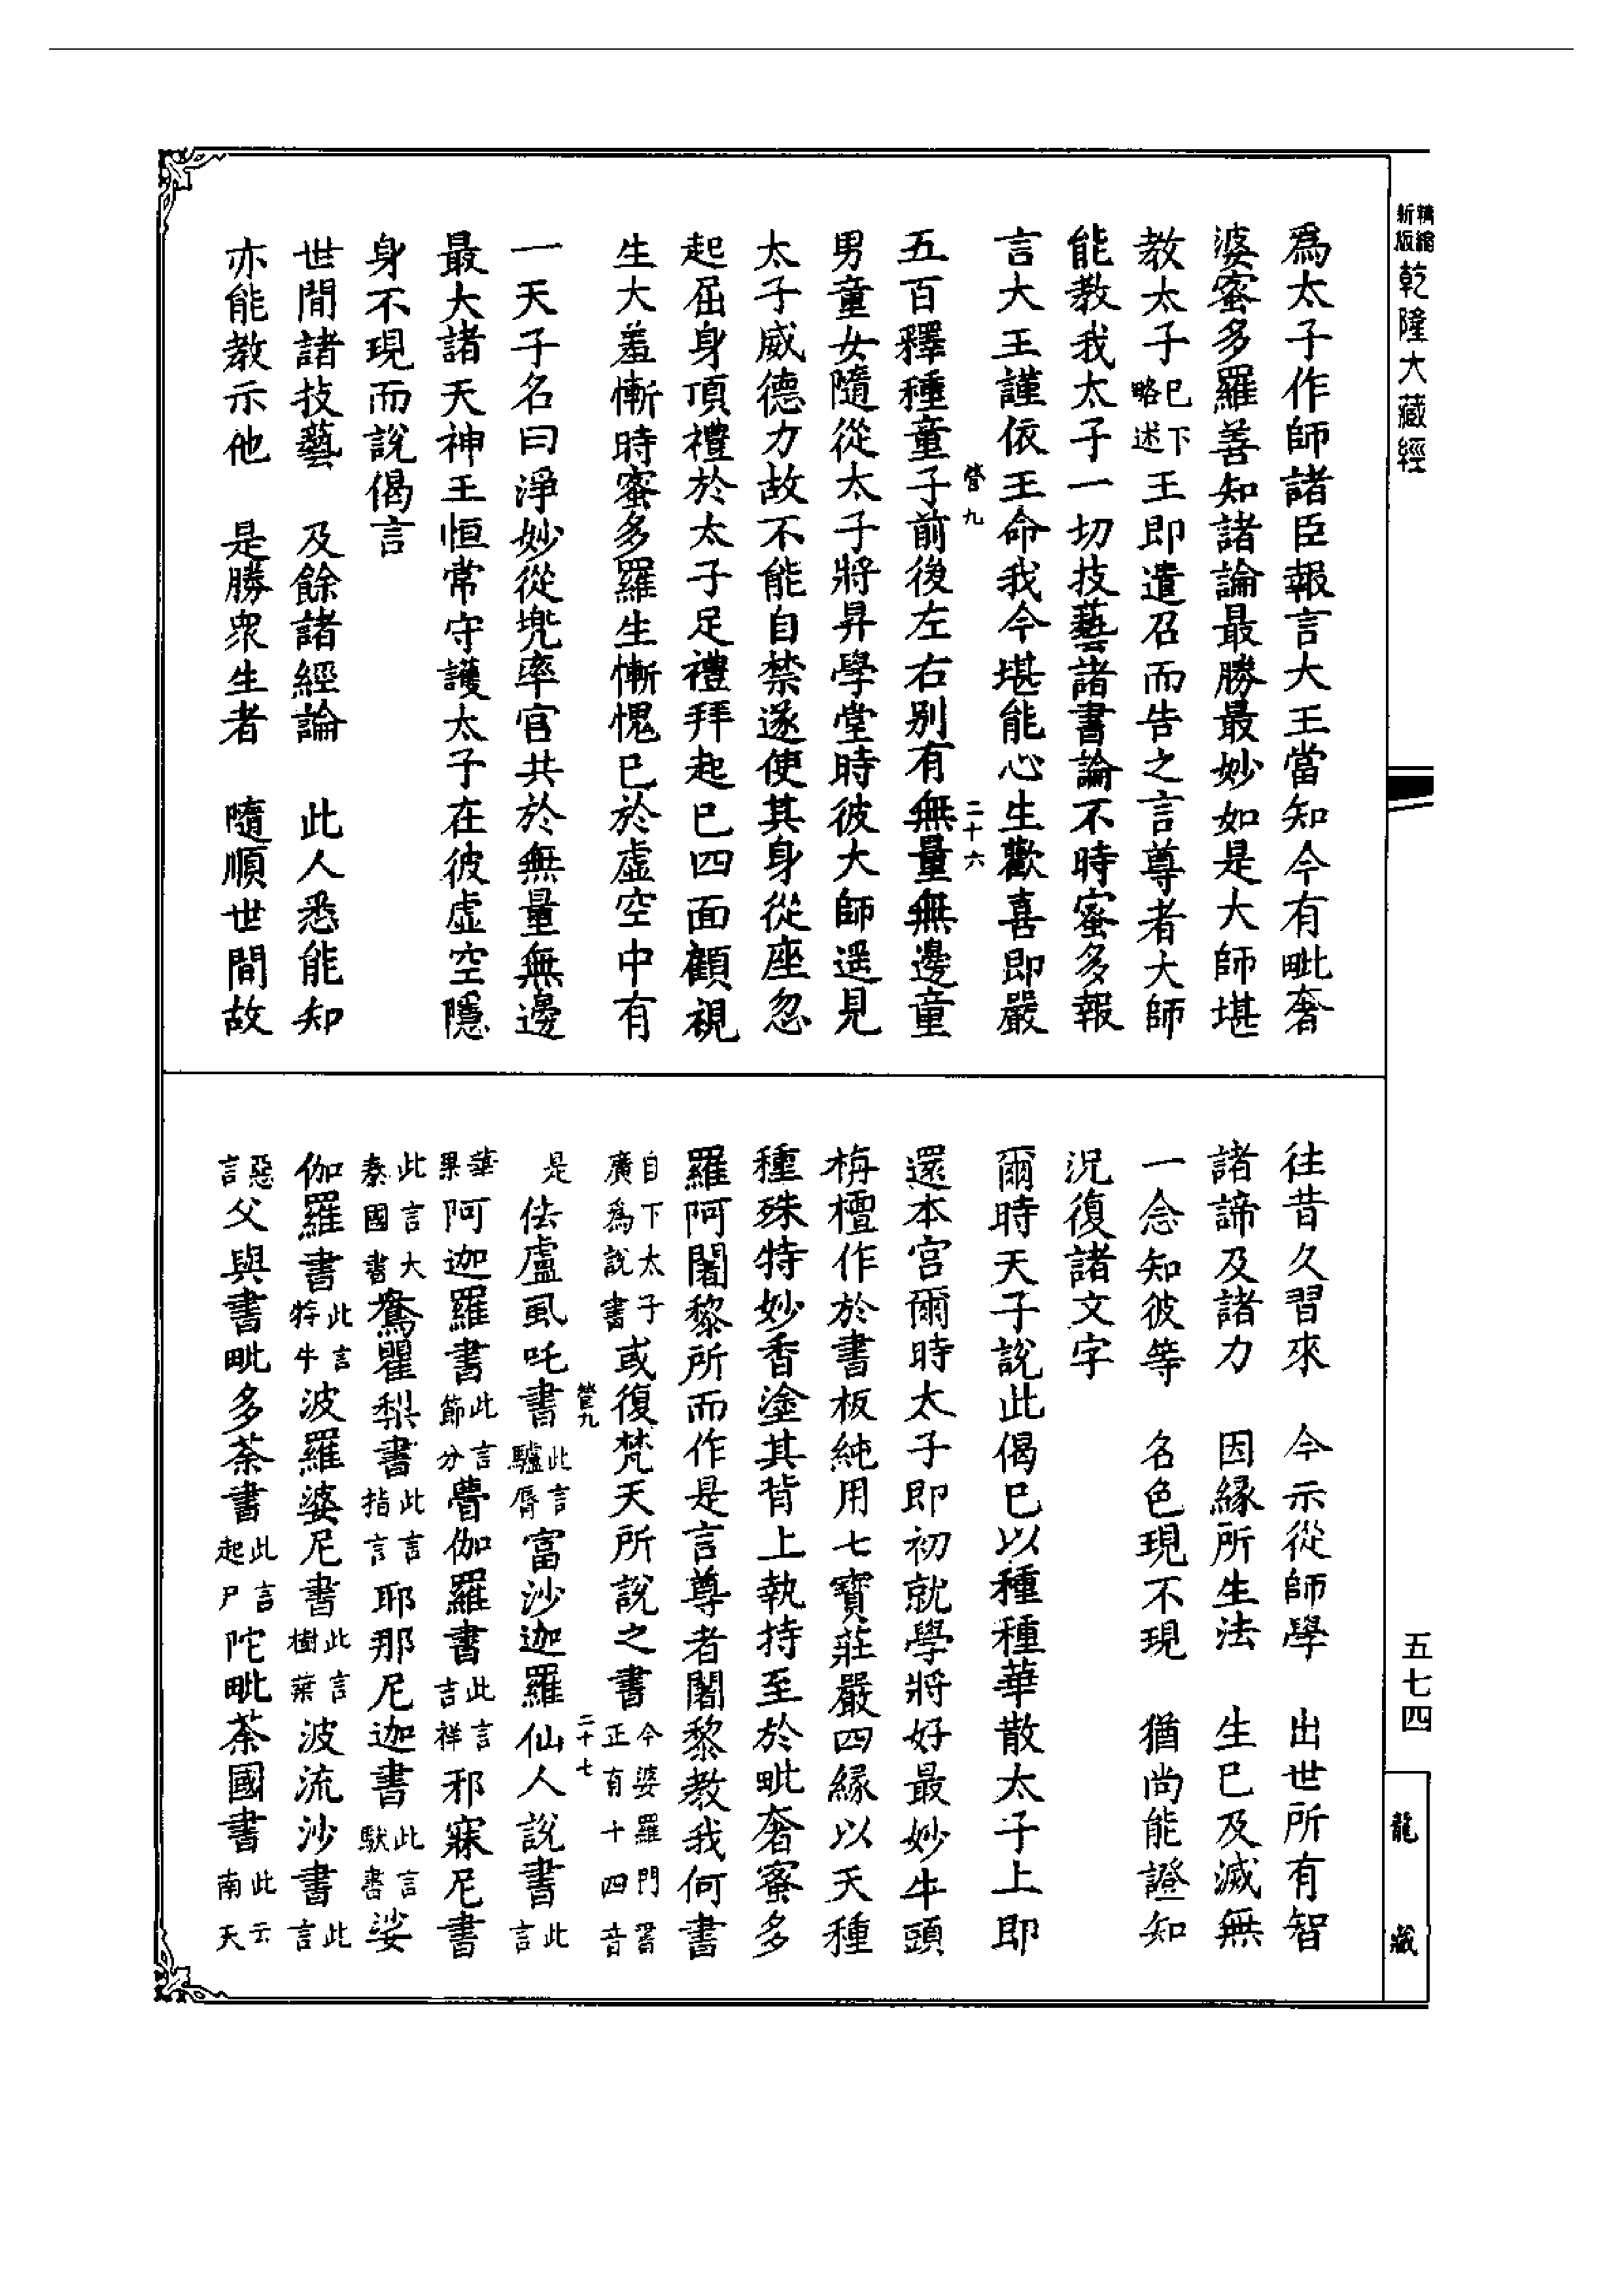 精縮新版乾隆大藏經
五七四
龍藏
爲太子作師諸臣報言大王當知今有毗奢
婆蜜多羅善知諸論最勝最妙如是大師堪
教太子已下略述王即遣召而告之言尊者大師
能教我太子一切技藝諸書論不時蜜多報
言大王謹依王命我今堪能心生歡喜即嚴
營九 二十六
五百釋種童子前後左右別有無量無邊童
男童女隨從太子將昇學堂時彼大師遥見
太子威德力故不能自禁遂使其身從座忽
起屈身頂禮於太子足禮拜起已四面顧視
生大羞慚時蜜多羅生慚愧已於虛空中有
一天子名曰淨妙從兜率宮共於無量無邊
最大諸天神王恒常守護太子在彼虛空隱
身不現而說偈言
世間諸技藝 及餘諸經論 此人悉能知
亦能教示他 是勝眾生者 隨順世間故
往昔久習來 今示從師學 出世所有智
諸諦及諸力 因緣所生法 生已及滅無
一念知彼等 名色現不現 猶尚能證知
況復諸文字
爾時天子說此偈已以種種華散太子上即
還本宮爾時太子即初就學將好最妙牛頭
栴檀作於書板純用七寶莊嚴四緣以天種
種殊特妙香塗其背上執持至於毗奢蜜多
羅阿闍黎所而作是言尊者闍黎教我何書
自下太子廣為說書或復梵天所說之書今婆羅門書正有十四音
是佉盧虱吒書此言驢脣富沙迦羅仙人說書此言
營九 二十七
華果阿迦羅書此言節分瞢伽羅書此言吉祥邪寐尼書
此言大秦國書鴦瞿梨書此言指言耶那尼迦書此言馱書娑
伽羅書此言牸牛波羅婆尼書此言樹葉波流沙書此言
惡言父與書毗多荼書此言起尸陀毗荼國書此云南天